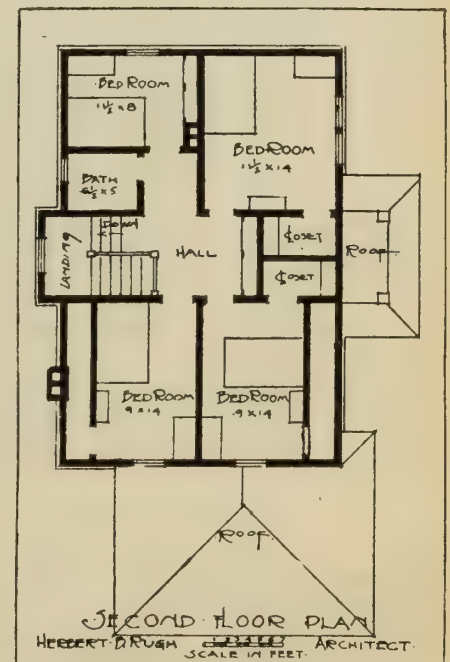 BED ROOM
11½ x 8
BED ROOM
11½ x 14
BATH
6½ x 5
DOWN
LANDING
HALL
CLOSET
ROOF
CLOSET
BED ROOM
9 x 14
BED ROOM
9 x 14
ROOF
SECOND FLOOR PLAN
HERBERT B. RUGH ARCHITECT.
SCALE IN FEET.